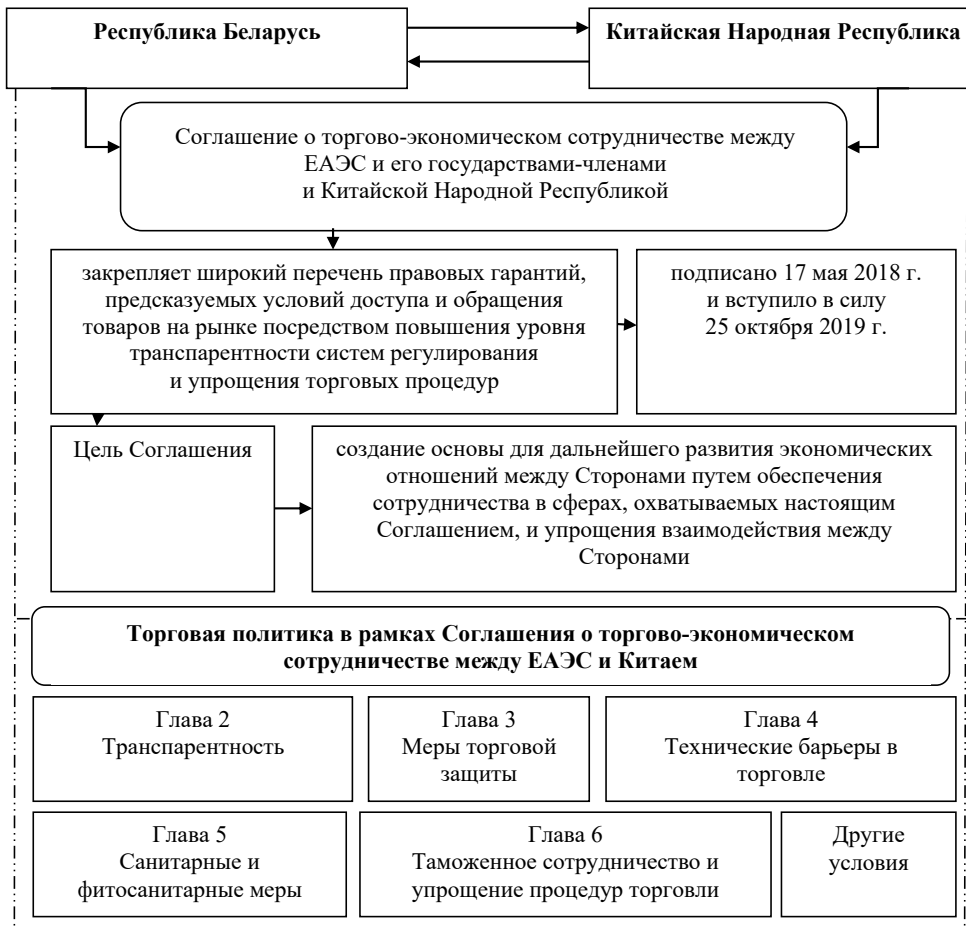 Республика Беларусь
Китайская Народная Республика
Соглашение о торгово-экономическом сотрудничестве между
ЕАЭС и его государствами-членами
и Китайской Народной Республикой
закрепляет широкий перечень правовых гарантий,
предсказуемых условий доступа и обращения
товаров на рынке посредством повышения уровня
транспарентности систем регулирования
и упрощения торговых процедур
подписано 17 мая 2018 г.
и вступило в силу
25 октября 2019 г.
Цель Соглашения
создание основы для дальнейшего развития экономических
отношений между Сторонами путем обеспечения
сотрудничества в сферах, охватываемых настоящим
Соглашением, и упрощения взаимодействия между
Сторонами
Торговая политика в рамках Соглашения о торгово-экономическом
сотрудничестве между ЕАЭС и Китаем
Глава 2
Транспарентность
Глава 3
Меры торговой
защиты
Глава 4
Технические барьеры в
торговле
Глава 5
Санитарные и
фитосанитарные меры
Глава 6
Таможенное сотрудничество и
упрощение процедур торговли
Другие
условия